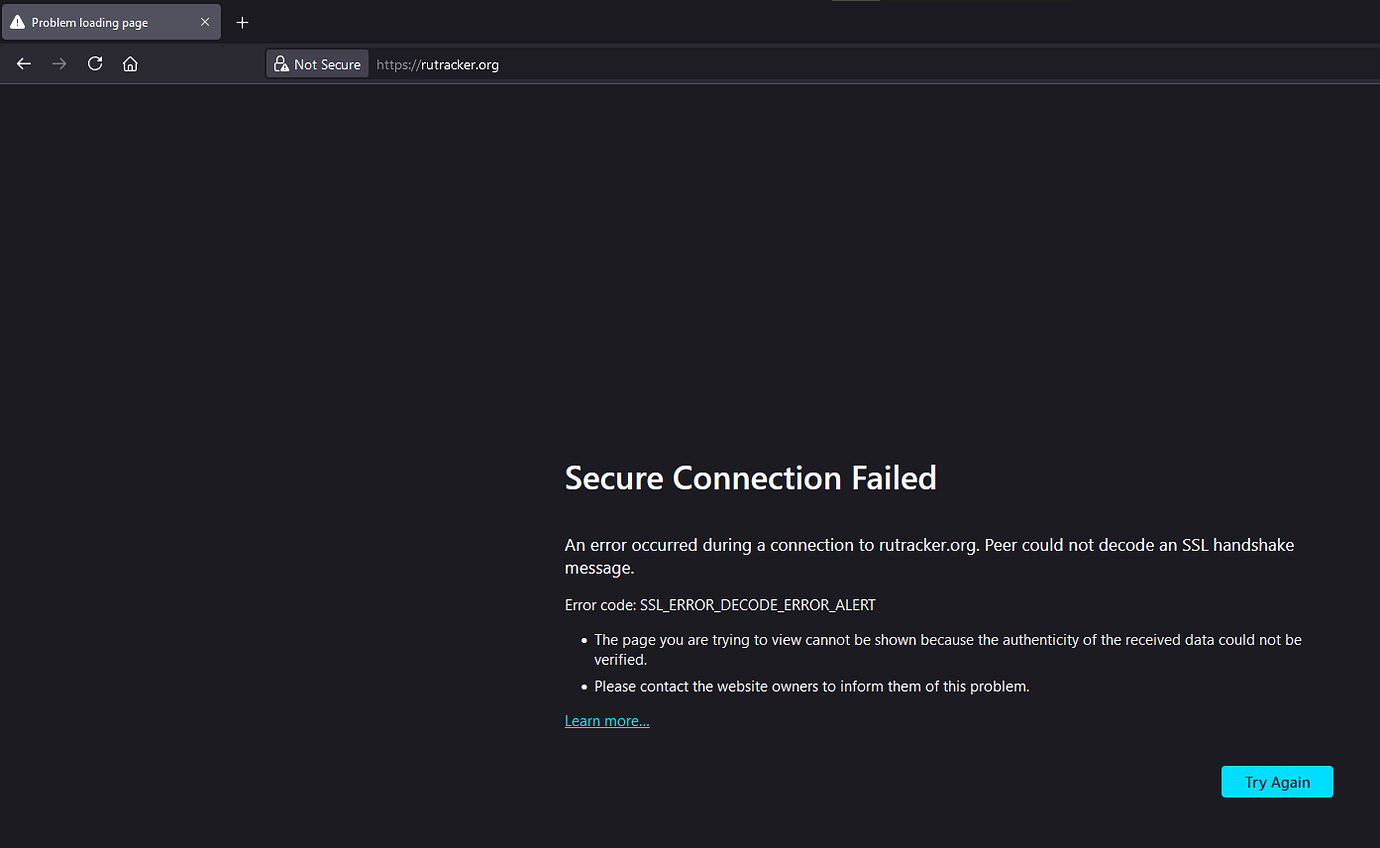 Problem loading page
Not Secure https://rutracker.org
Secure Connection Failed
An error occurred during a connection to rutracker.org. Peer could not decode an SSL handshake
message.
Error code: SSL_ERROR_DECODE_ERROR_ALERT
• The page you are trying to view cannot be shown because the authenticity of the received data could not be
verified.
• Please contact the website owners to inform them of this problem.
Learn more...
Try Again